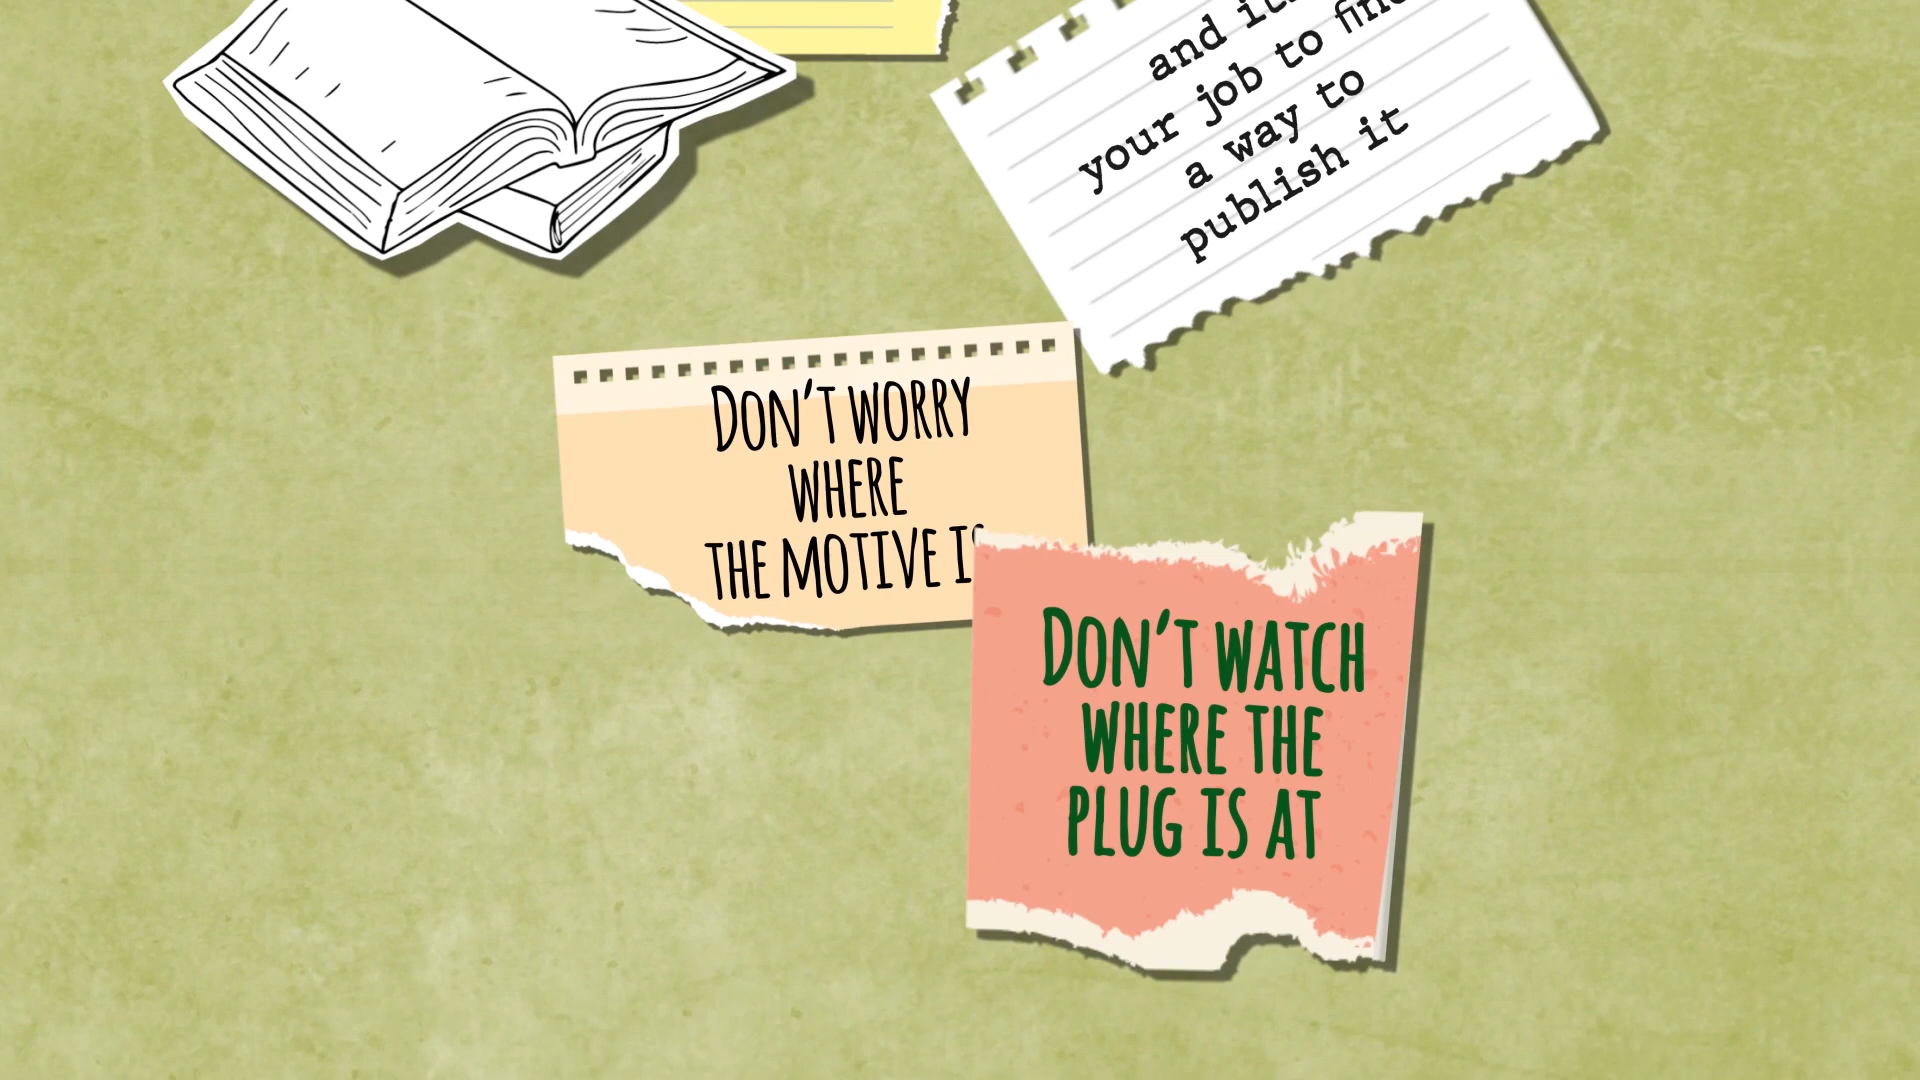 and
your job to
a way to
publish it
Don't worry
where
the motive
Don't watch
where the
plug is at